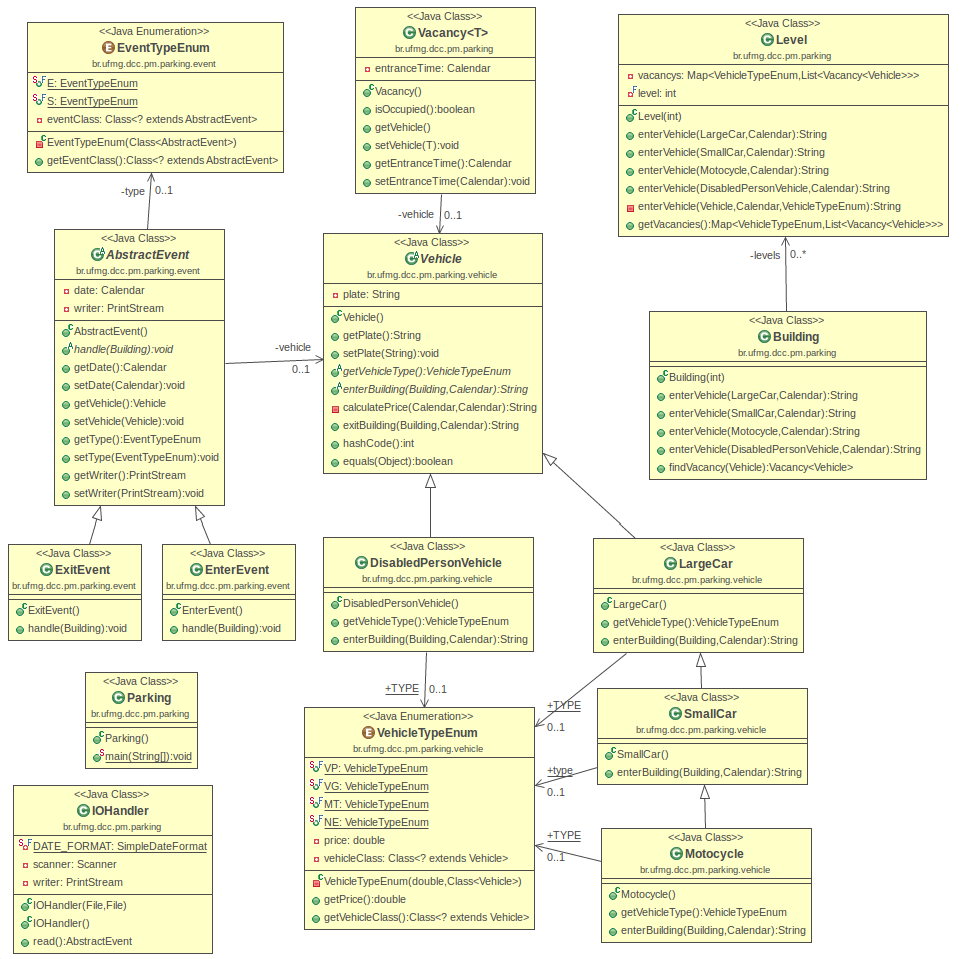 <<Java Enumeration>>
EventTypeEnum
br.ufmg.dcc.pm.parking.event
E: EventTypeEnum
S: EventTypeEnum
eventClass: Class<? extends AbstractEvent>
EventTypeEnum(Class<AbstractEvent>)
getEventClass():Class<? extends AbstractEvent>
<<Java Class>>
Vacancy<T>
br.ufmg.dcc.pm.parking
entranceTime: Calendar
Vacancy()
isOccupied():boolean
getVehicle()
setVehicle(T):void
getEntranceTime():Calendar
setEntranceTime(Calendar):void
<<Java Class>>
Level
br.ufmg.dcc.pm.parking
vacancys: Map<VehicleTypeEnum,List<Vacancy<Vehicle>>>
level: int
Level(int)
enterVehicle(LargeCar,Calendar):String
enterVehicle(SmallCar,Calendar):String
enterVehicle(Motocycle,Calendar):String
enterVehicle(DisabledPersonVehicle,Calendar):String
enterVehicle(Vehicle,Calendar,VehicleTypeEnum):String
getVacancies():Map<VehicleTypeEnum,List<Vacancy<Vehicle>>>
-type 0..1
-vehicle 0..1
-levels 0..*
<<Java Class>>
AbstractEvent
br.ufmg.dcc.pm.parking.event
date: Calendar
writer: PrintStream
AbstractEvent()
handle(Building):void
getDate():Calendar
setDate(Calendar):void
getVehicle():Vehicle
setVehicle(Vehicle):void
getType():EventTypeEnum
setType(EventTypeEnum):void
getWriter():PrintStream
setWriter(PrintStream):void
-vehicle
0..1
<<Java Class>>
Vehicle
br.ufmg.dcc.pm.parking.vehicle
plate: String
Vehicle()
getPlate():String
setPlate(String):void
getVehicleType():VehicleTypeEnum
enterBuilding(Building,Calendar):String
calculatePrice(Calendar,Calendar):String
exitBuilding(Building,Calendar):String
hashCode():int
equals(Object):boolean
<<Java Class>>
Building
br.ufmg.dcc.pm.parking
Building(int)
enterVehicle(LargeCar,Calendar):String
enterVehicle(SmallCar,Calendar):String
enterVehicle(Motocycle,Calendar):String
enterVehicle(DisabledPersonVehicle,Calendar):String
findVacancy(Vehicle):Vacancy<Vehicle>
<<Java Class>>
ExitEvent
br.ufmg.dcc.pm.parking.event
ExitEvent()
handle(Building):void
<<Java Class>>
EnterEvent
br.ufmg.dcc.pm.parking.event
EnterEvent()
handle(Building):void
<<Java Class>>
DisabledPersonVehicle
br.ufmg.dcc.pm.parking.vehicle
DisabledPersonVehicle()
getVehicleType():VehicleTypeEnum
enterBuilding(Building,Calendar):String
<<Java Class>>
LargeCar
br.ufmg.dcc.pm.parking.vehicle
LargeCar()
getVehicleType():VehicleTypeEnum
enterBuilding(Building,Calendar):String
<<Java Class>>
Parking
br.ufmg.dcc.pm.parking
Parking()
main(String[]):void
+TYPE 0..1
+TYPE
0..1
<<Java Class>>
SmallCar
br.ufmg.dcc.pm.parking.vehicle
SmallCar()
enterBuilding(Building,Calendar):String
<<Java Enumeration>>
VehicleTypeEnum
br.ufmg.dcc.pm.parking.vehicle
VP: VehicleTypeEnum
VG: VehicleTypeEnum
MT: VehicleTypeEnum
NE: VehicleTypeEnum
price: double
vehicleClass: Class<? extends Vehicle>
VehicleTypeEnum(double,Class<Vehicle>)
getPrice():double
getVehicleClass():Class<? extends Vehicle>
+type
0..1
+TYPE
0..1
<<Java Class>>
IOHandler
br.ufmg.dcc.pm.parking
DATE_FORMAT: SimpleDateFormat
scanner: Scanner
writer: PrintStream
IOHandler(File,File)
IOHandler()
read():AbstractEvent
<<Java Class>>
Motocycle
br.ufmg.dcc.pm.parking.vehicle
Motocycle()
getVehicleType():VehicleTypeEnum
enterBuilding(Building,Calendar):String